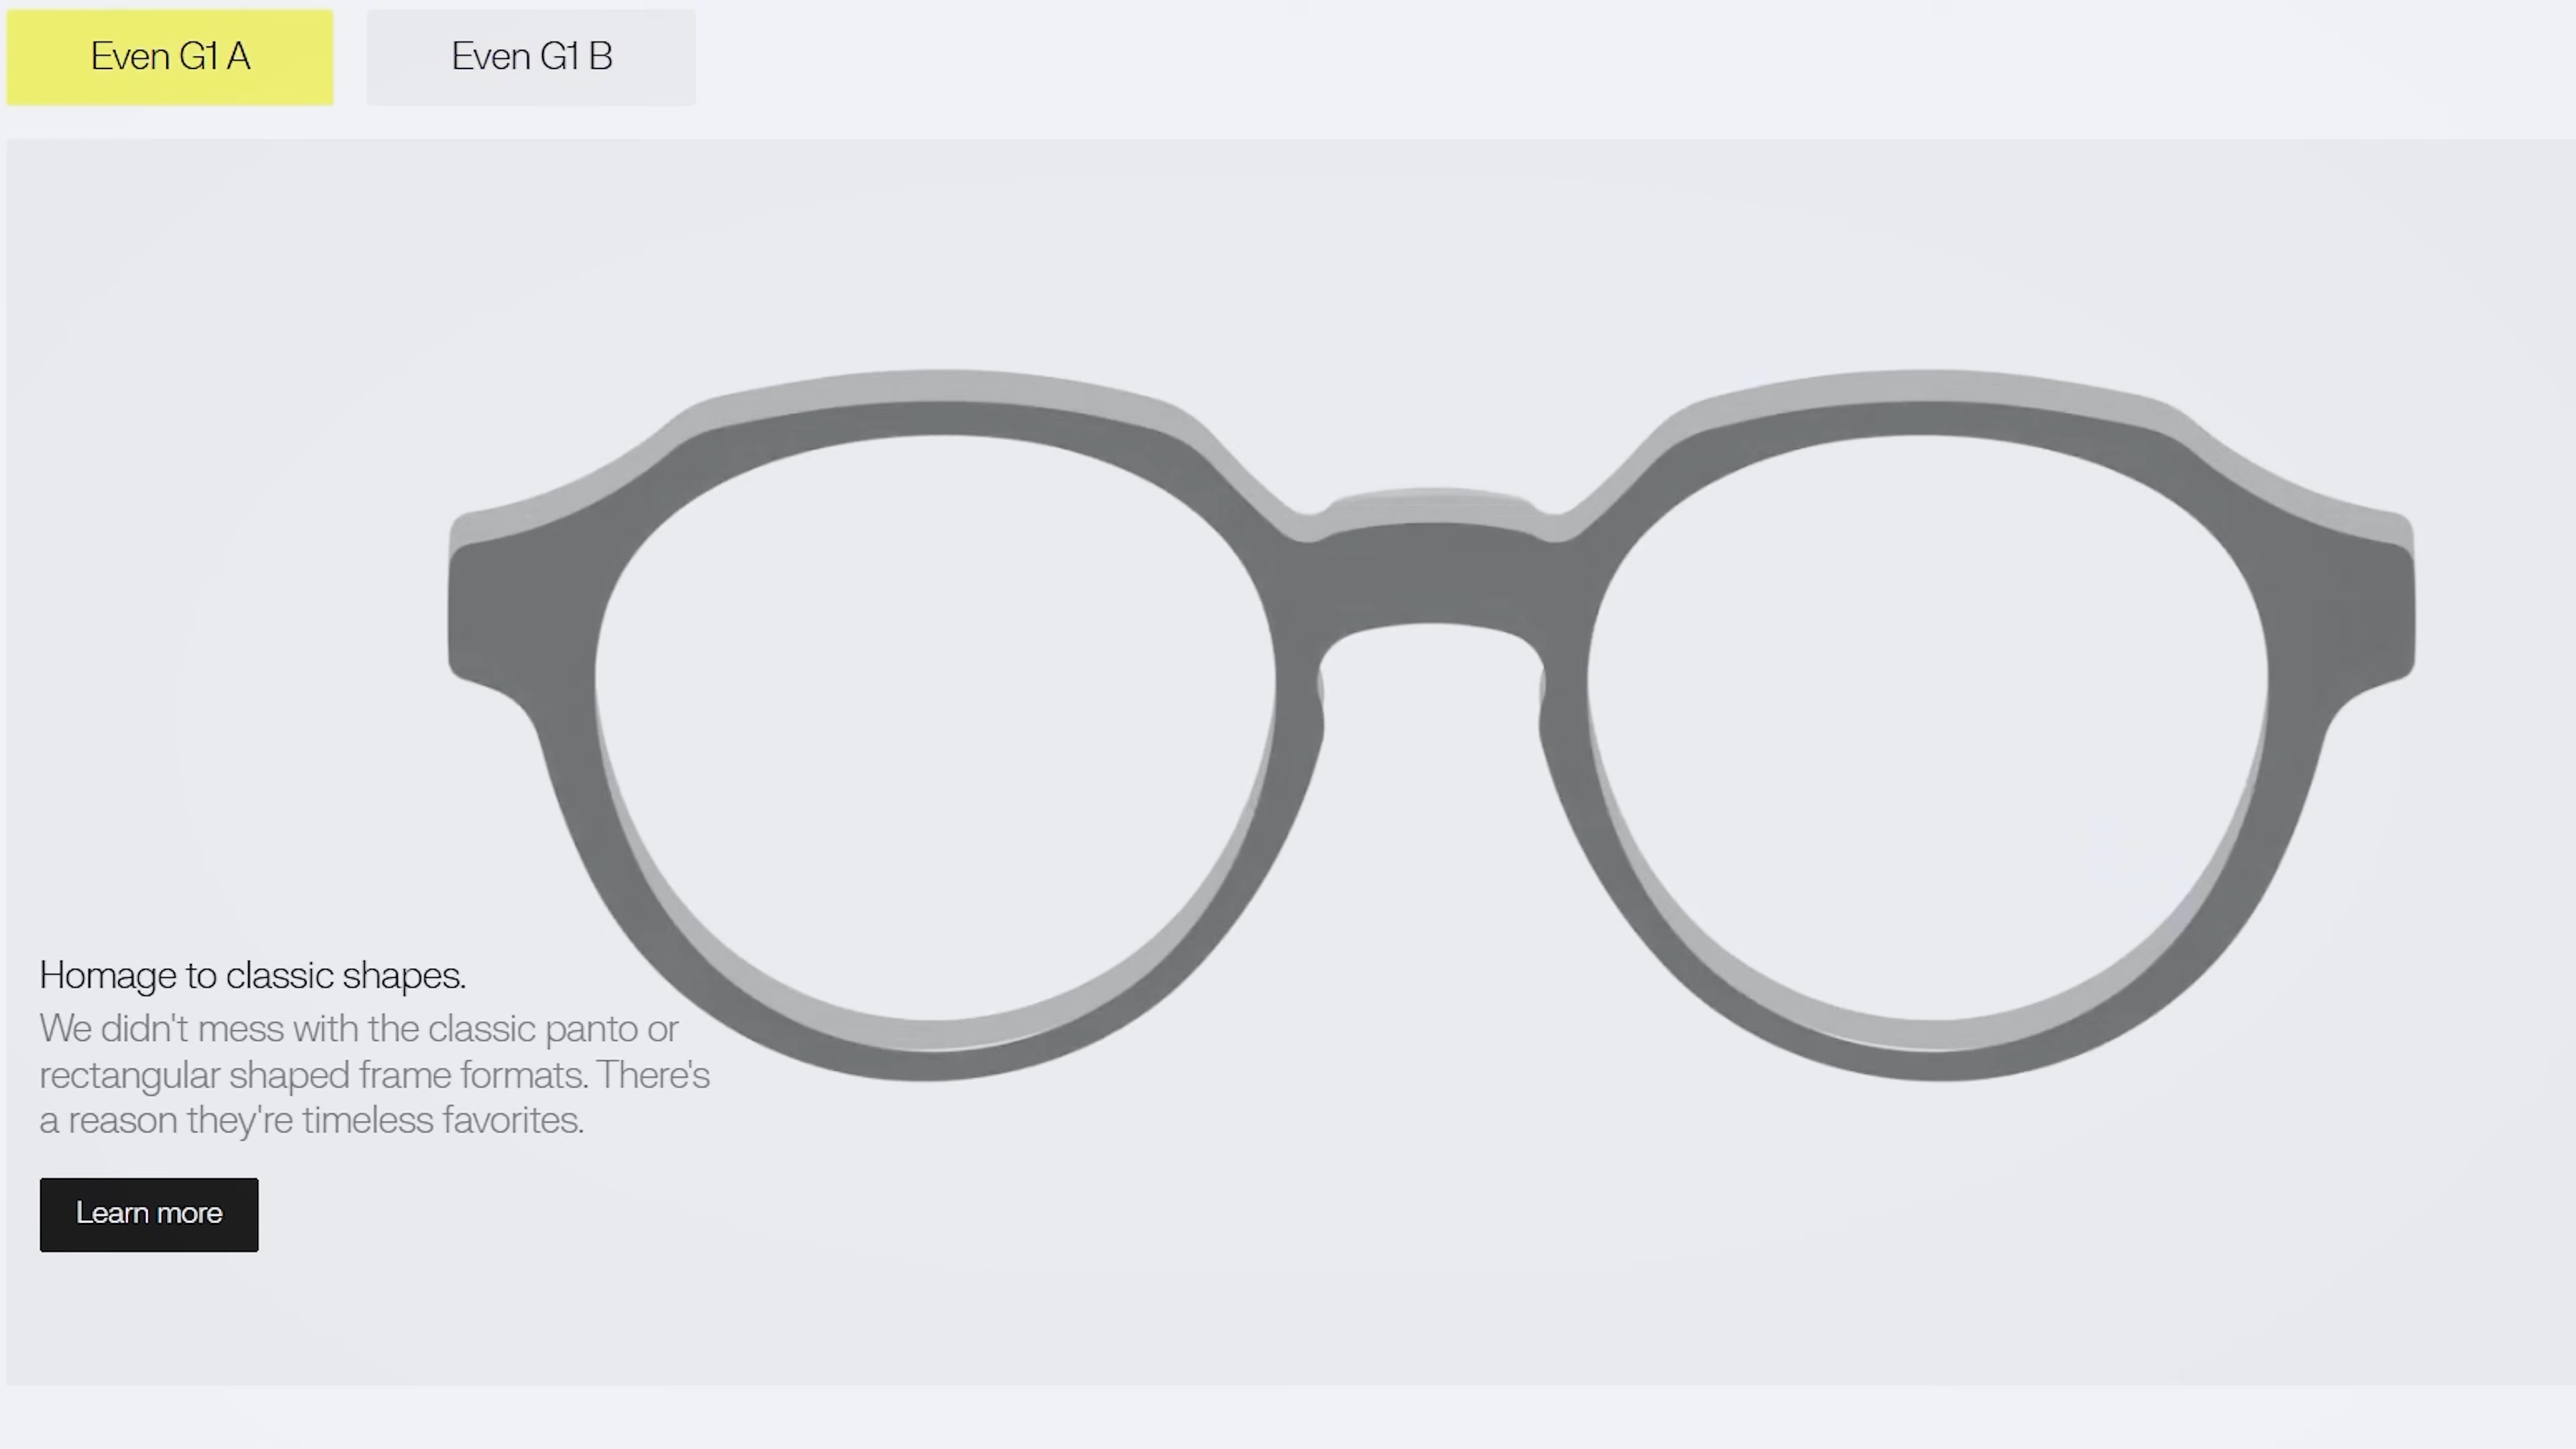 Even G1 A
Even G1 B
Homage to classic shapes.
We didn't mess with the classic panto or
rectangular shaped frame formats. There's
a reason they're timeless favorites.
Learn more